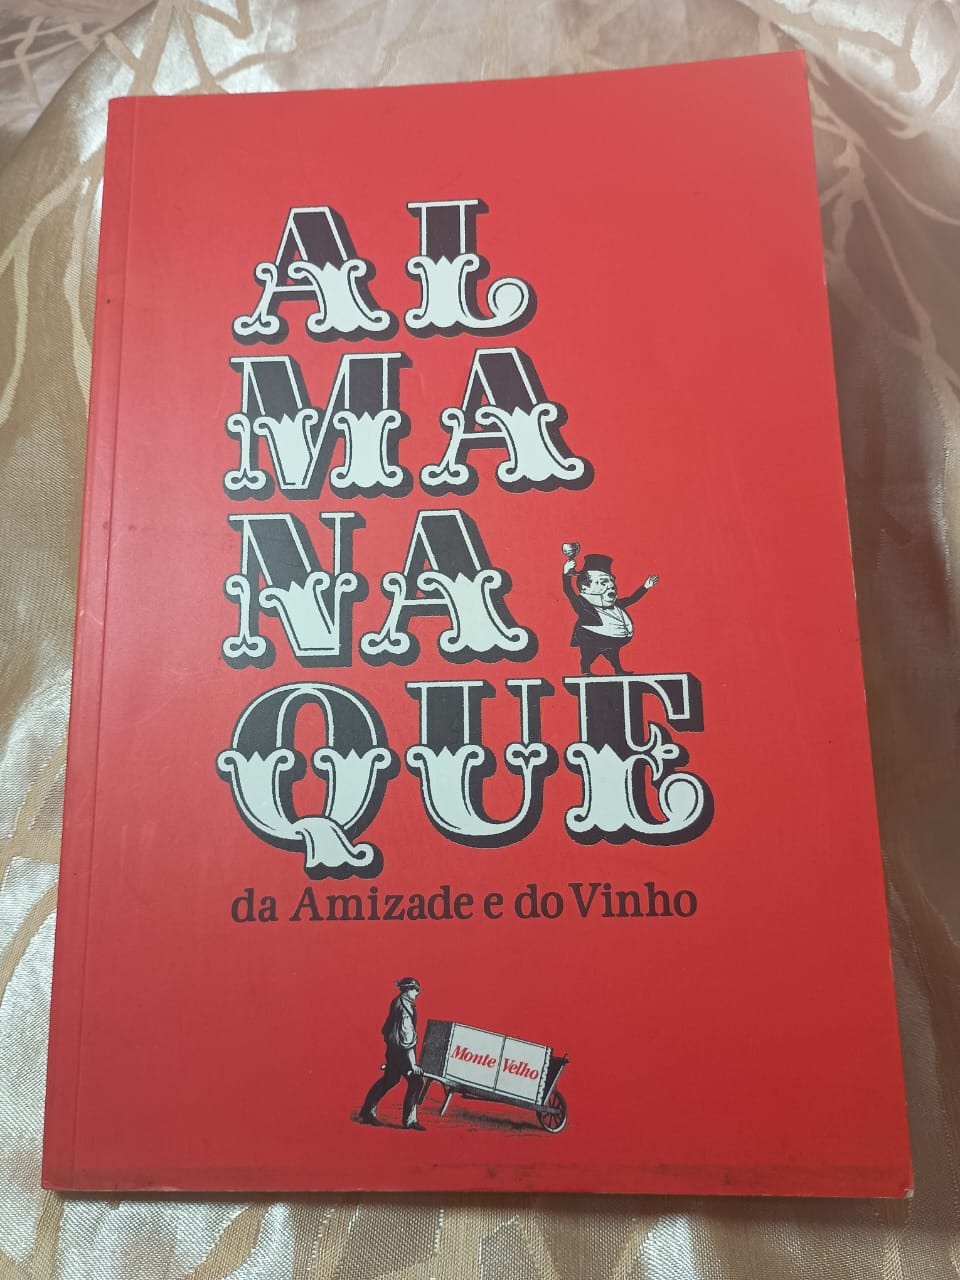 AL
MA
NA
QUE
da Amizade e do Vinho
Monte Velho